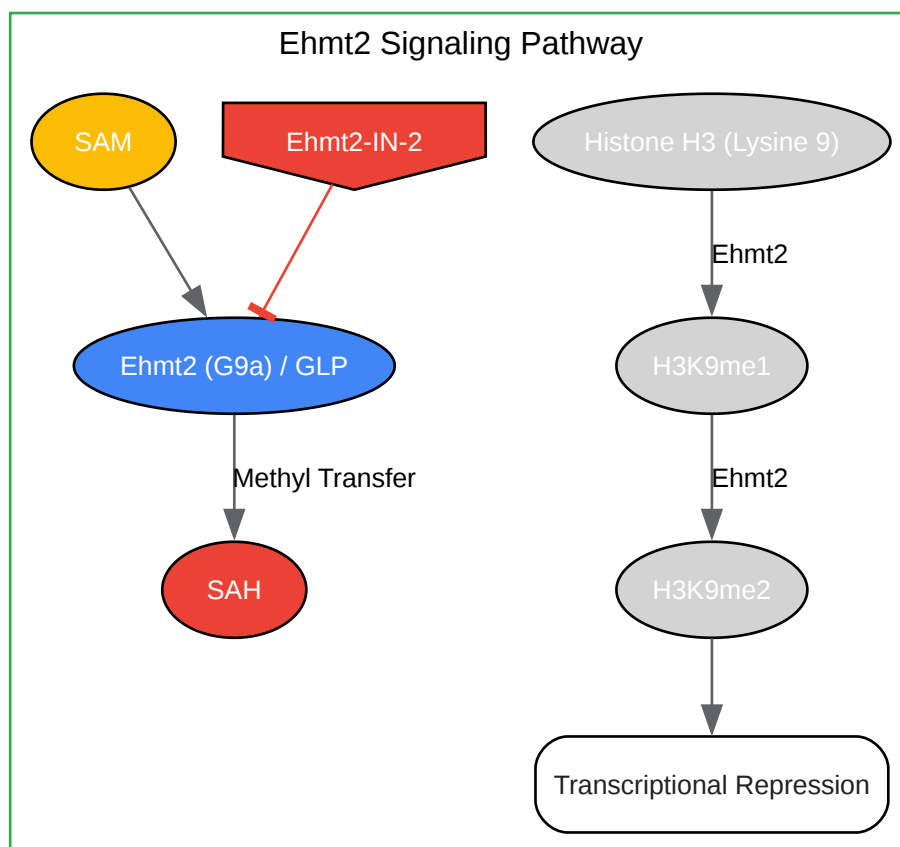 Ehmt2 Signaling Pathway
SAM
Ehmt2-IN-2
Histone H3 (Lysine 9)
Ehmt2
Ehmt2 (G9a) / GLP
H3K9me1
Methyl Transfer
Ehmt2
SAH
H3K9me2
Transcriptional Repression